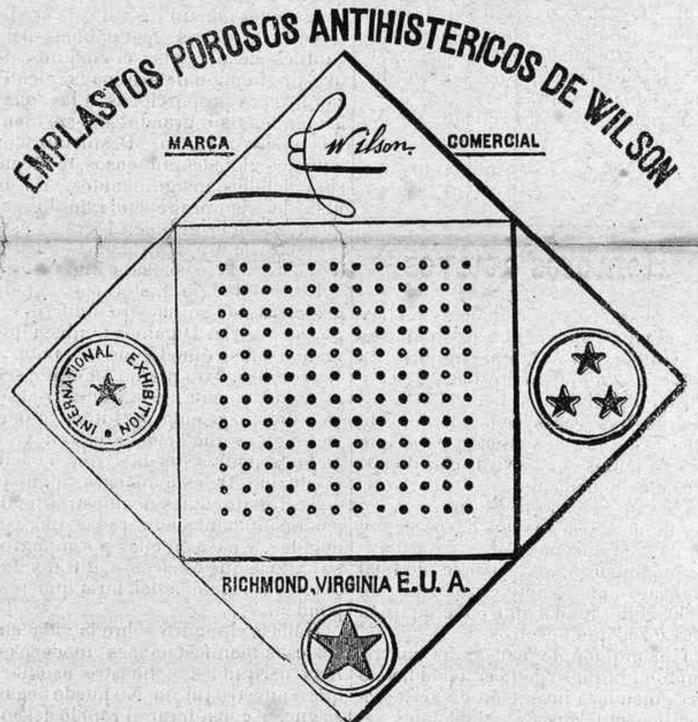 EMPLASTOS POROSOS ANTIHISTERICOS DE WILSON
MARCA
Wilson
COMERCIAL
INTERNATIONAL EXHIBITION
RICHMOND, VIRGINIA E.U.A.